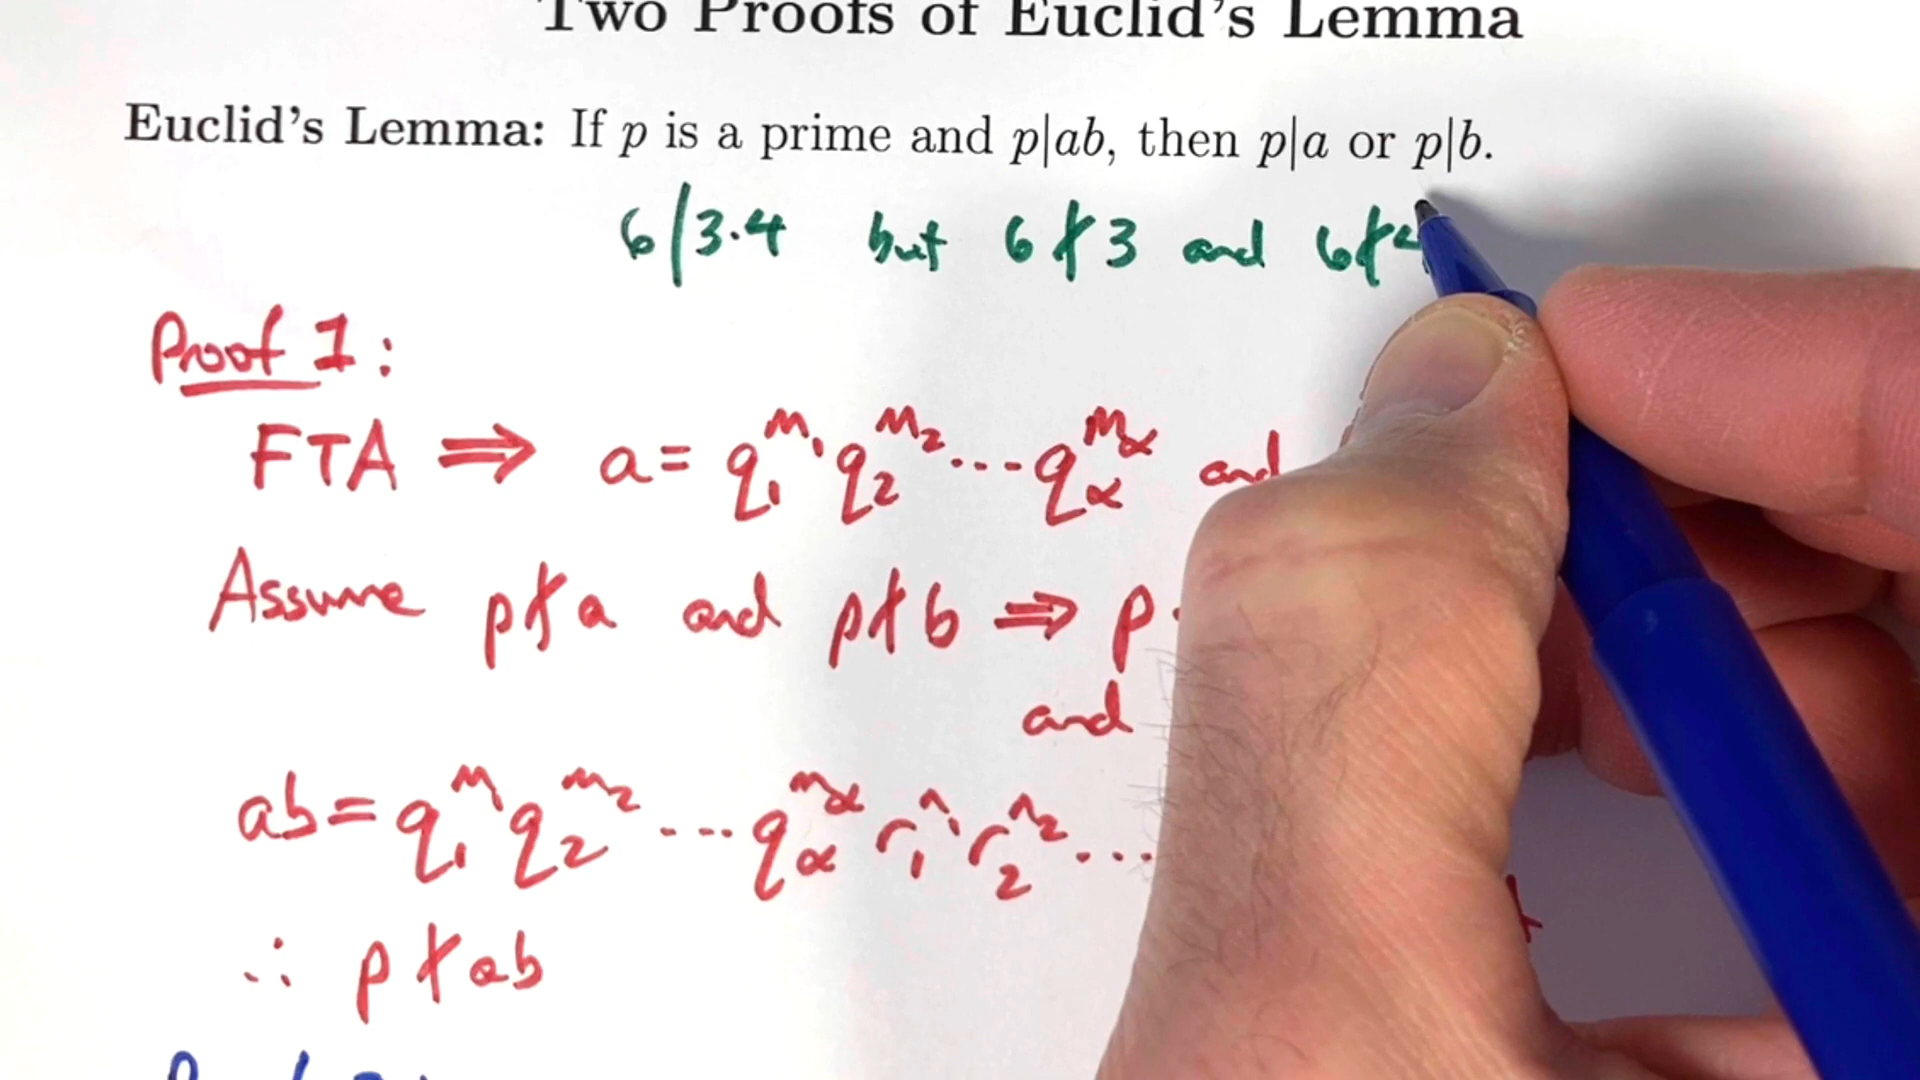 Two Proofs of Euclid's Lemma
Euclid's Lemma: If p is a prime and p|ab, then p|a or p|b.
6|3·4 but 6∤3 and 6∤4
Proof 1:
FTA ⇒ a = q₁^m₁ q₂^m₂ ... q_α^m_α and
Assume p∤a and p∤b ⇒ p
and
ab = q₁^m q₂^m₂ ... q_α^m_α r₁^n₁ r₂^n₂ ...
∴ p∤ab